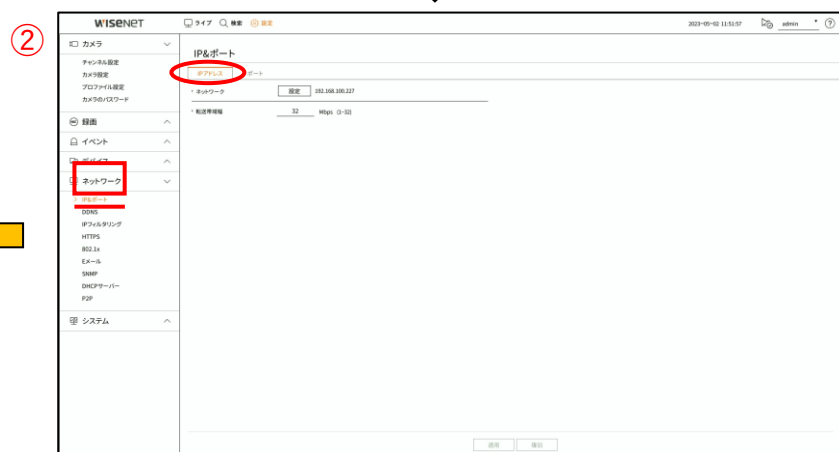 ②
WISENET
ライブ 検索 設定
2023-05-02 11:51:57 admin
カメラ
チャンネル設定
カメラ設定
プロファイル設定
カメラのパスワード
録画
イベント
デバイス
ネットワーク
IP&ポート
DDNS
IPフィルタリング
HTTPS
802.1x
Eメール
SNMP
DHCPサーバー
P2P
システム
IP&ポート
IPアドレス ポート
ネットワーク 設定 192.168.100.227
転送帯域幅 32 Mbps (1~32)
適用 復旧